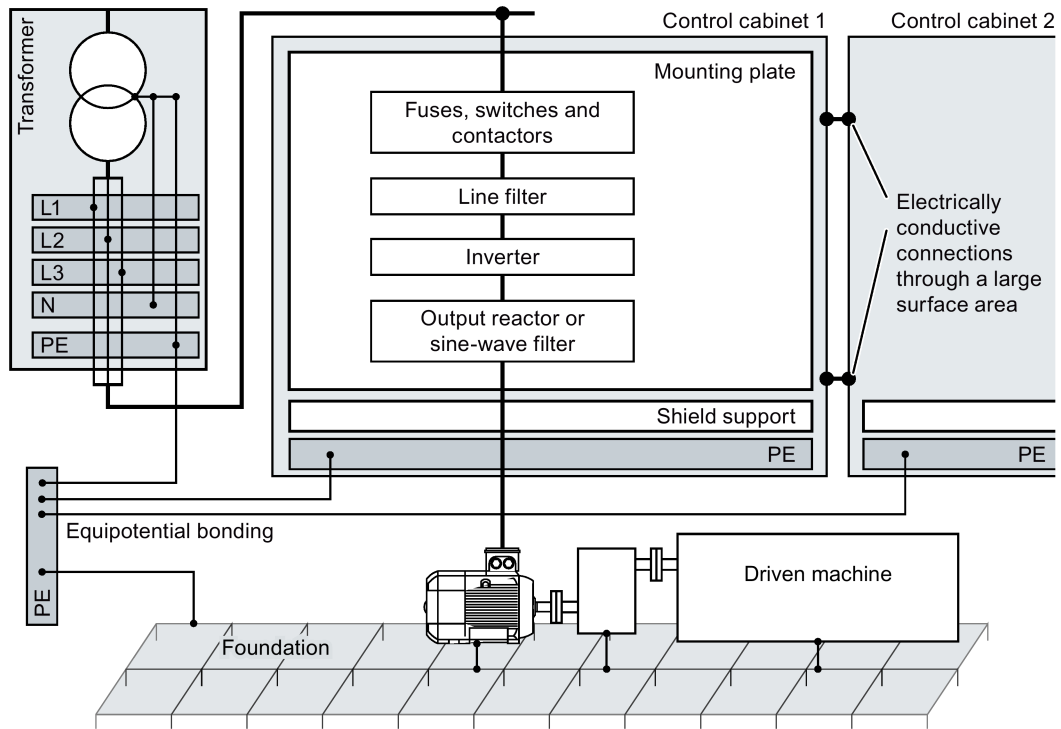 Transformer
L1
L2
L3
N
PE
Control cabinet 1
Control cabinet 2
Mounting plate
Fuses, switches and
contactors
Line filter
Inverter
Output reactor or
sine-wave filter
Shield support
PE
PE
Electrically
conductive
connections
through a large
surface area
Equipotential bonding
PE
Driven machine
Foundation